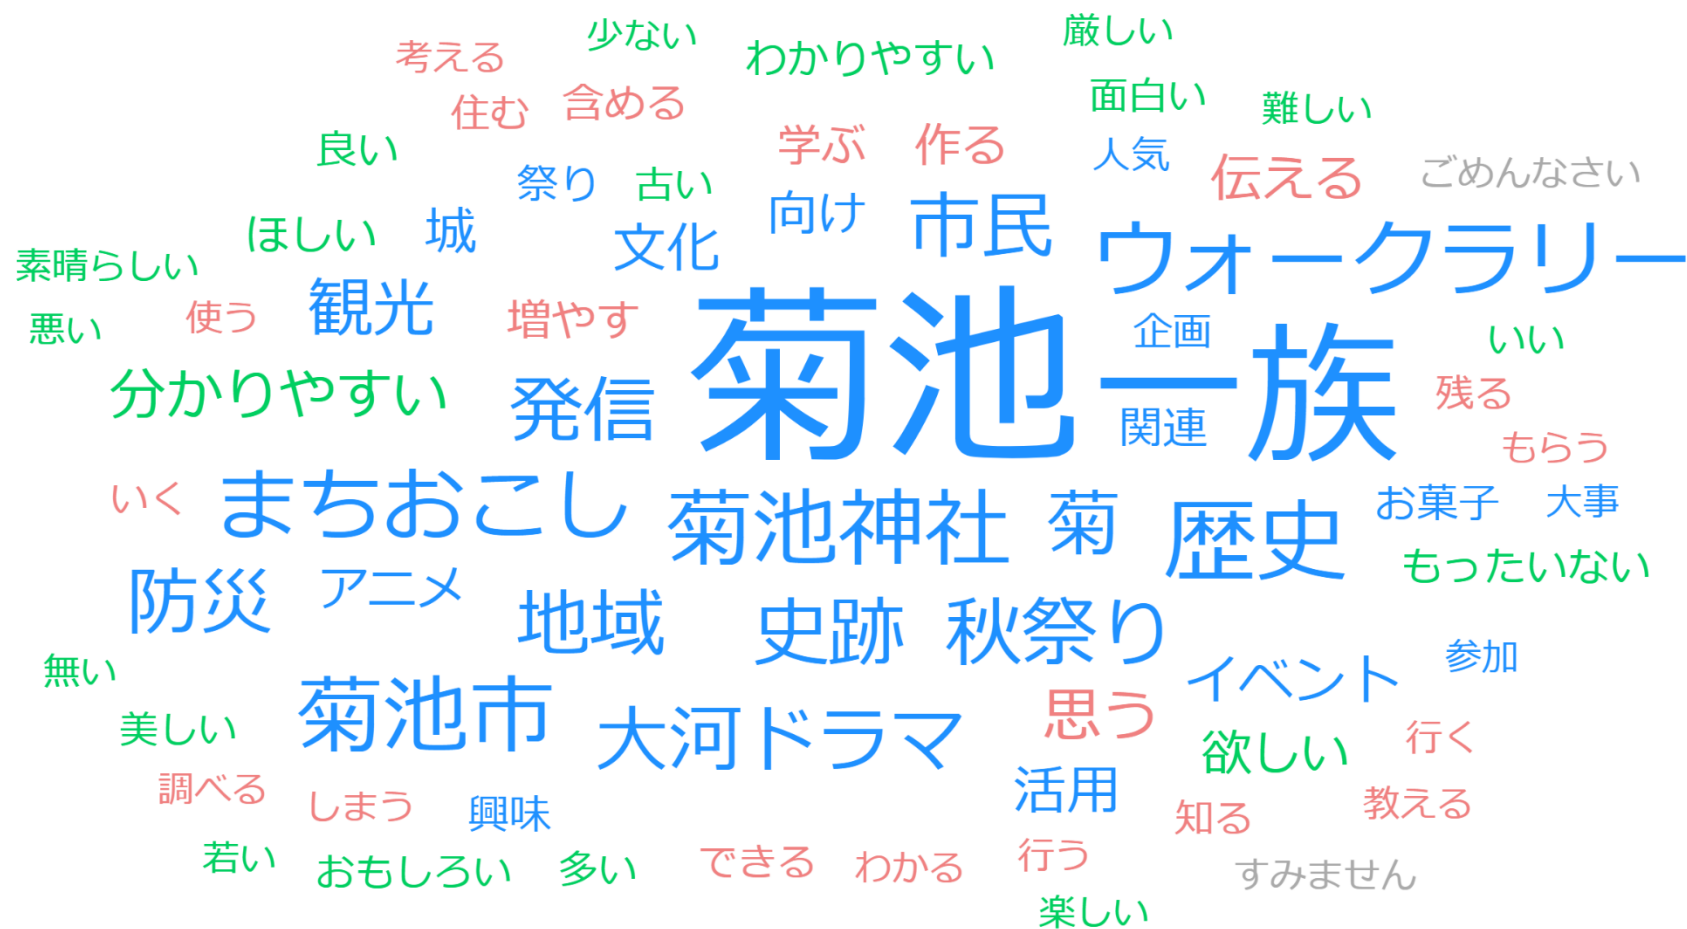 少ない
厳しい
考える
わかりやすい
面白い
住む
含める
難しい
良い
学ぶ
作る
人気
伝える
ごめんなさい
祭り
古い
ほしい
城
文化
向け
市民
ウォークラリー
素晴らしい
悪い
使う
観光
増やす
菊池一族
企画
いい
分かりやすい
発信
関連
残る
もらう
いく
まちおこし
菊池神社
菊
歴史
お菓子
大事
もったいない
防災
アニメ
地域
史跡
秋祭り
参加
無い
イベント
菊池市
大河ドラマ
思う
美しい
欲しい
行く
調べる
しまう
興味
活用
知る
教える
若い
おもしろい
多い
できる
わかる
行う
すみません
楽しい